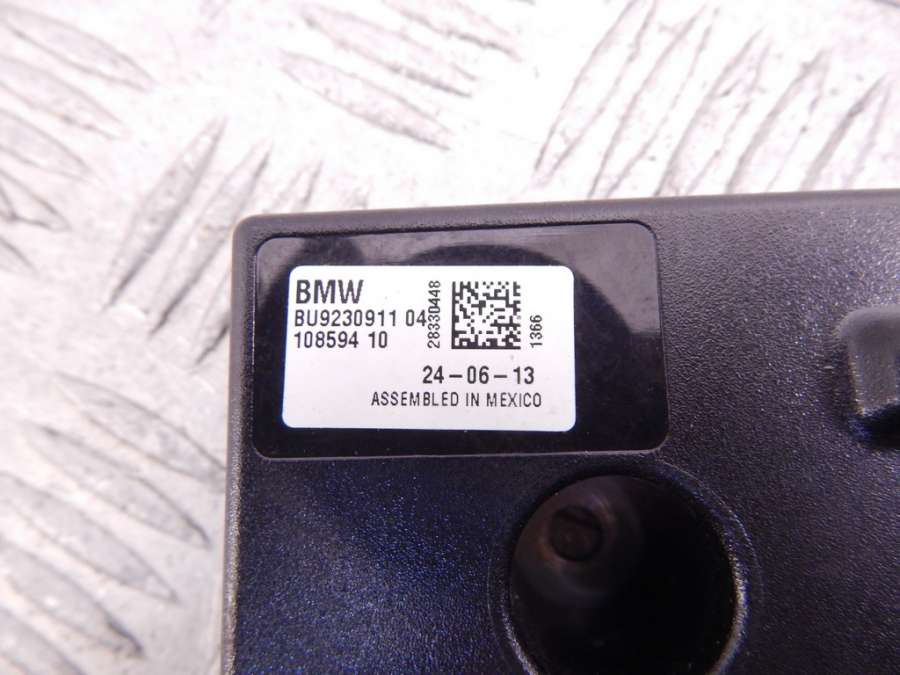 BMW
BU9230911 04
108594 10
28330448
1366
24-06-13
ASSEMBLED IN MEXICO